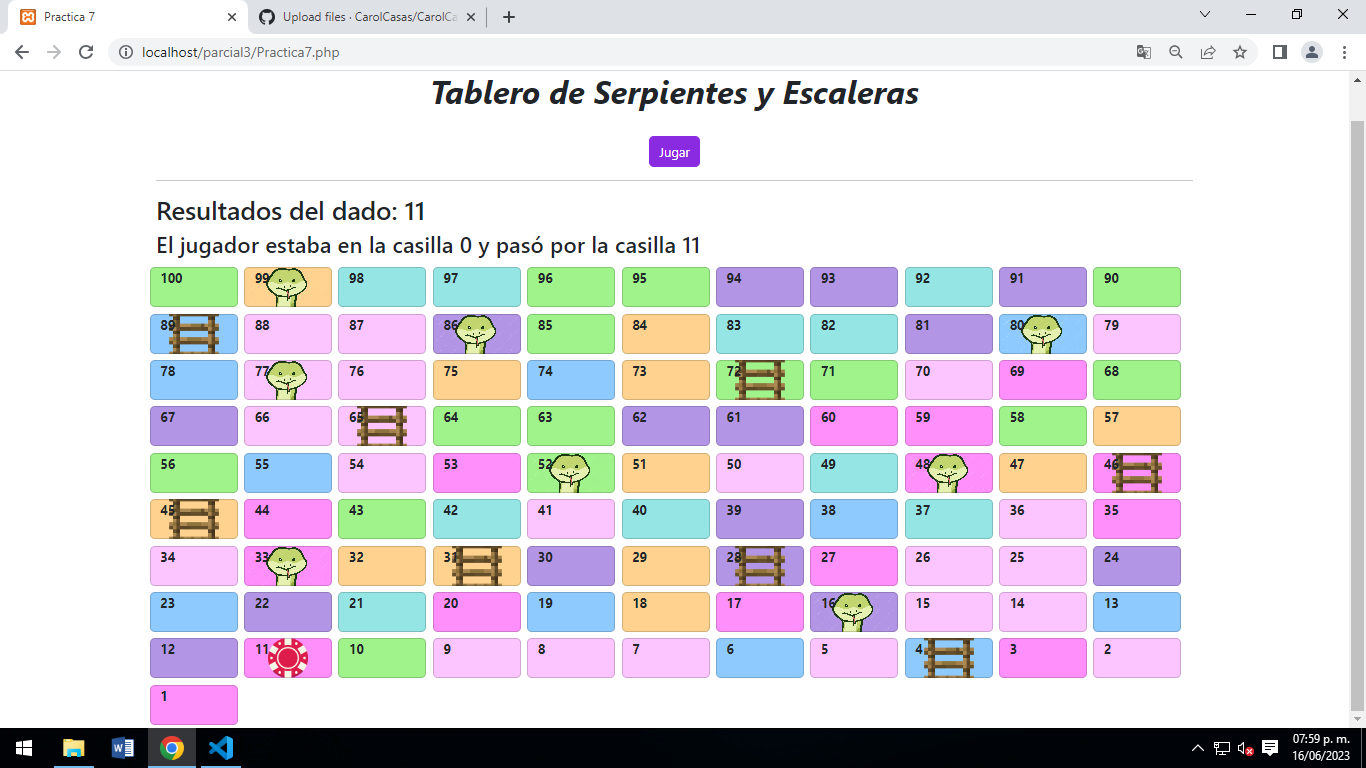 Practica 7
Upload files · CarolCasas/CarolCa
localhost/parcial3/Practica7.php
Tablero de Serpientes y Escaleras
Jugar
Resultados del dado: 11
El jugador estaba en la casilla 0 y pasó por la casilla 11
100 99 98 97 96 95 94 93 92 91 90
89 88 87 86 85 84 83 82 81 80 79
78 77 76 75 74 73 72 71 70 69 68
67 66 65 64 63 62 61 60 59 58 57
56 55 54 53 52 51 50 49 48 47 46
45 44 43 42 41 40 39 38 37 36 35
34 33 32 31 30 29 28 27 26 25 24
23 22 21 20 19 18 17 16 15 14 13
12 11 10 9 8 7 6 5 4 3 2
1
07:59 p. m.
16/06/2023